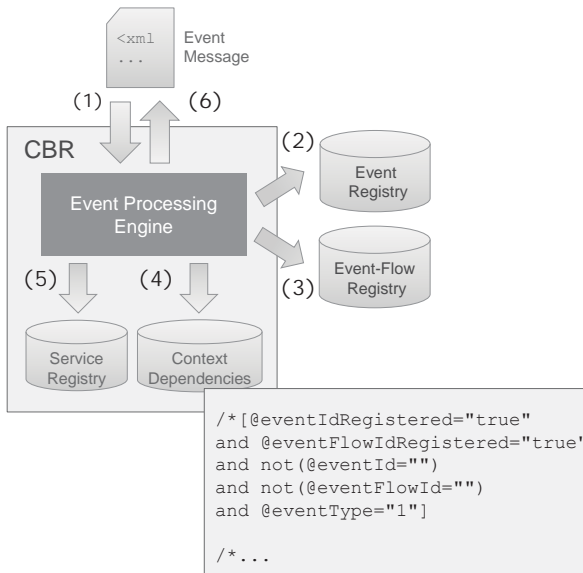 <xml
...
Event
Message
(1)
(6)
CBR
(2)
Event Processing
Engine
Event
Registry
(5)
(4)
(3)
Event-Flow
Registry
Service
Registry
Context
Dependencies
/*[@eventIdRegistered="true"
and @eventFlowIdRegistered="true"
and not(@eventId="")
and not(@eventFlowId="")
and @eventType="1"]
/*...